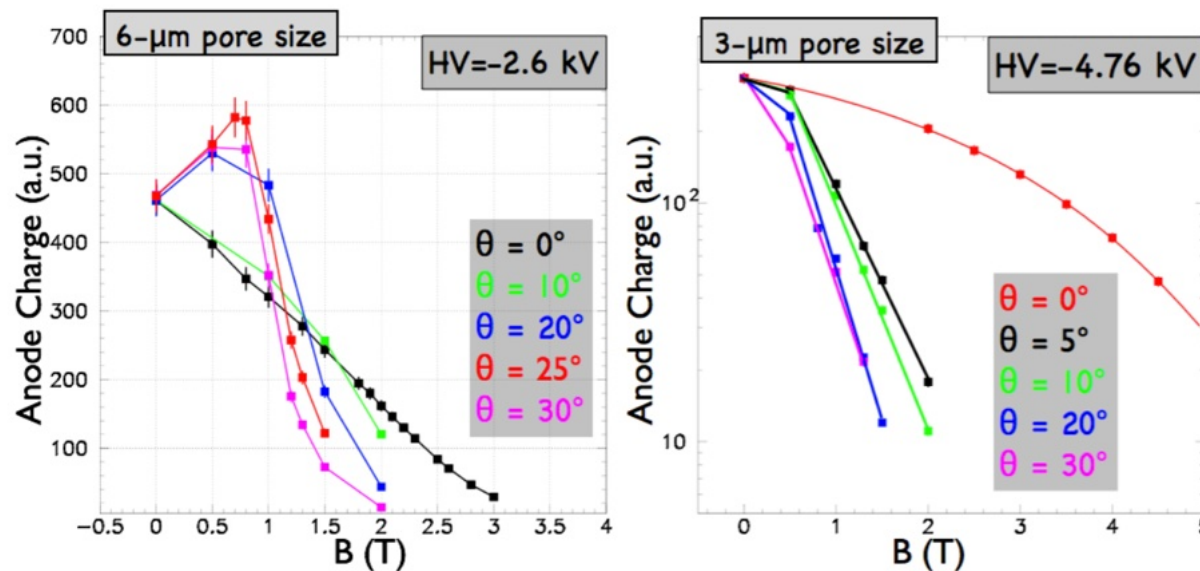 6-μm pore size
HV=-2.6 kV
Anode Charge (a.u.)
700
600
500
400
300
200
100
θ = 0°
θ = 10°
θ = 20°
θ = 25°
θ = 30°
-0.5 0 0.5 1 1.5 2 2.5 3 3.5 4
B (T)
3-μm pore size
HV=-4.76 kV
Anode Charge (a.u.)
10²
10
θ = 0°
θ = 5°
θ = 10°
θ = 20°
θ = 30°
0 1 2 3 4 5
B (T)